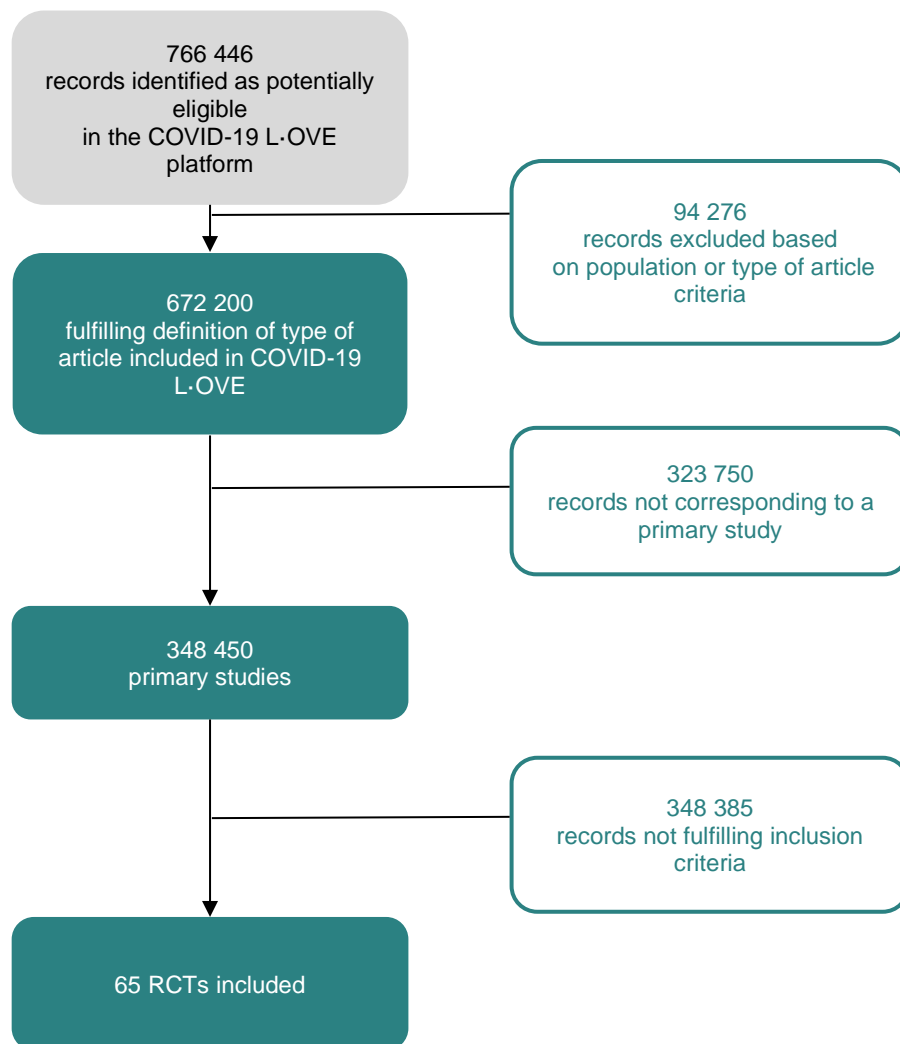 766 446
records identified as potentially
eligible
in the COVID-19 L·OVE
platform
94 276
records excluded based
on population or type of article
criteria
672 200
fulfilling definition of type of
article included in COVID-19
L·OVE
323 750
records not corresponding to a
primary study
348 450
primary studies
348 385
records not fulfilling inclusion
criteria
65 RCTs included